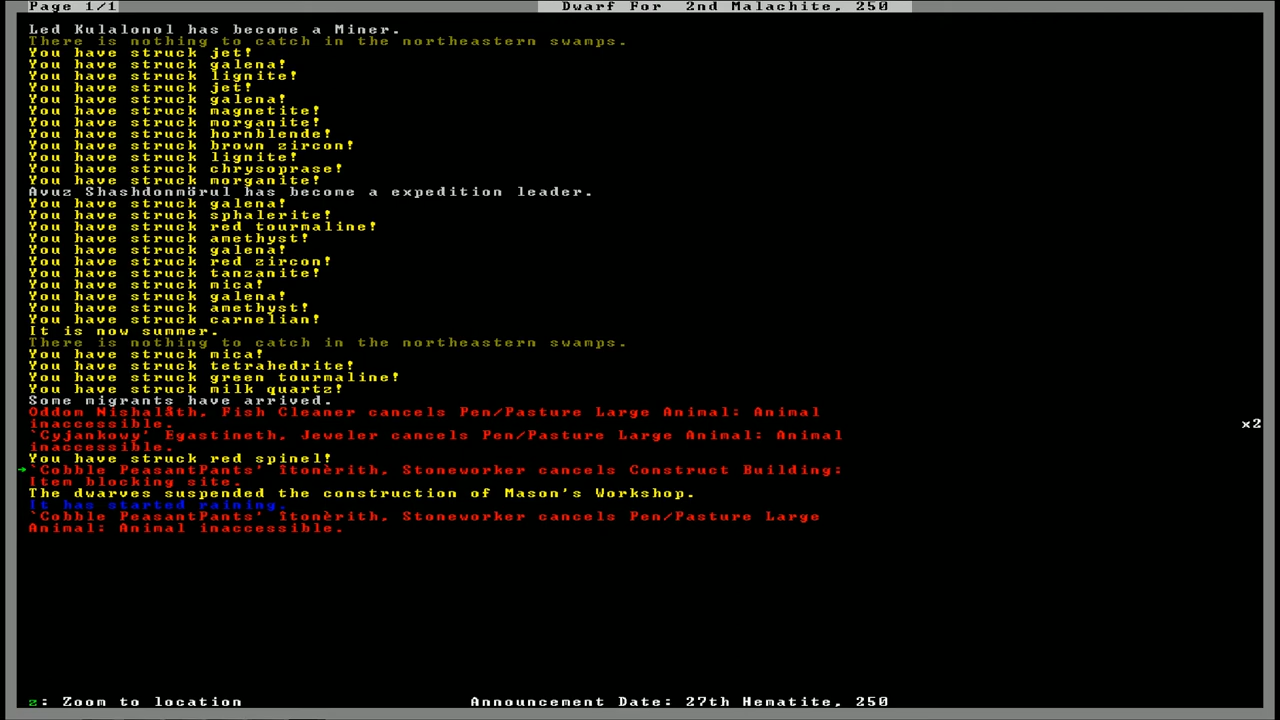 Page 1/1
Dwarf For  2nd Malachite, 250
Led Kulalonol has become a Miner.
There is nothing to catch in the northeastern swamps.
You have struck jet!
You have struck galena!
You have struck lignite!
You have struck jet!
You have struck galena!
You have struck magnetite!
You have struck morganite!
You have struck hornblende!
You have struck brown zircon!
You have struck lignite!
You have struck chrysoprase!
You have struck morganite!
Avuz Shashdonmörul has become a expedition leader.
You have struck galena!
You have struck sphalerite!
You have struck red tourmaline!
You have struck amethyst!
You have struck galena!
You have struck red zircon!
You have struck tanzanite!
You have struck mica!
You have struck galena!
You have struck amethyst!
You have struck carnelian!
It is now summer.
There is nothing to catch in the northeastern swamps.
You have struck mica!
You have struck tetrahedrite!
You have struck green tourmaline!
You have struck milk quartz!
Some migrants have arrived.
Oddom Nishalåth, Fish Cleaner cancels Pen/Pasture Large Animal: Animal
inaccessible.
x2
`Cyjankowy' Egastineth, Jeweler cancels Pen/Pasture Large Animal: Animal
inaccessible.
You have struck red spinel!
→`Cobble PeasantPants' îtonèrith, Stoneworker cancels Construct Building:
Item blocking site.
The dwarves suspended the construction of Mason's Workshop.
It has started raining.
`Cobble PeasantPants' îtonèrith, Stoneworker cancels Pen/Pasture Large
Animal: Animal inaccessible.
z: Zoom to location
Announcement Date: 27th Hematite, 250